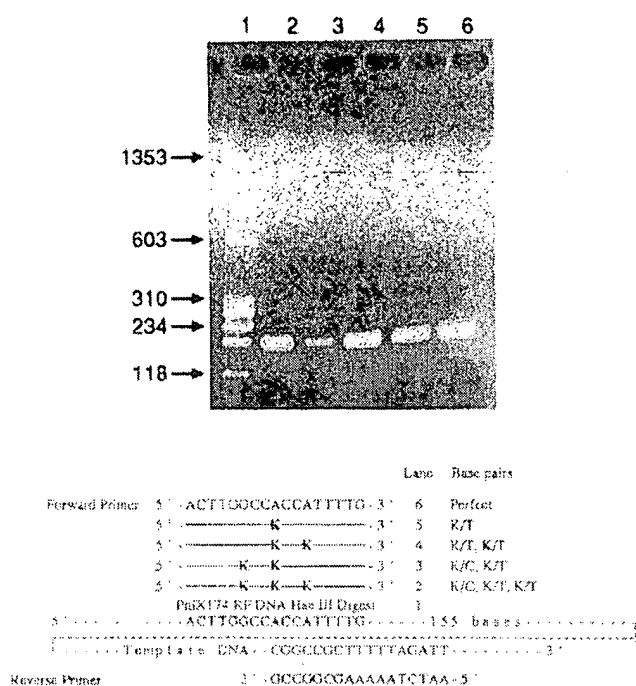 1 2 3 4 5 6
1353
603
310
234
118
Lane Base pairs
Forward Primer 5'-ACTTGGCCACCATTTTG-3' 6 Perfect
5' K 3' 5 K/T
5' K K 3' 4 K/T, K/T
5' K K 3' 3 K/C, K/T
5' K K K 3' 2 K/C, K/T, K/T
PhiX174 RF DNA Hae III Digest 1
5' ACTTGGCCACCATTTTG 155 bases
Template DNA CGGCCGCTTTTTAGATT 3'
Reverse Primer 3'-GCCGGCGAAAAATCTAA-5'